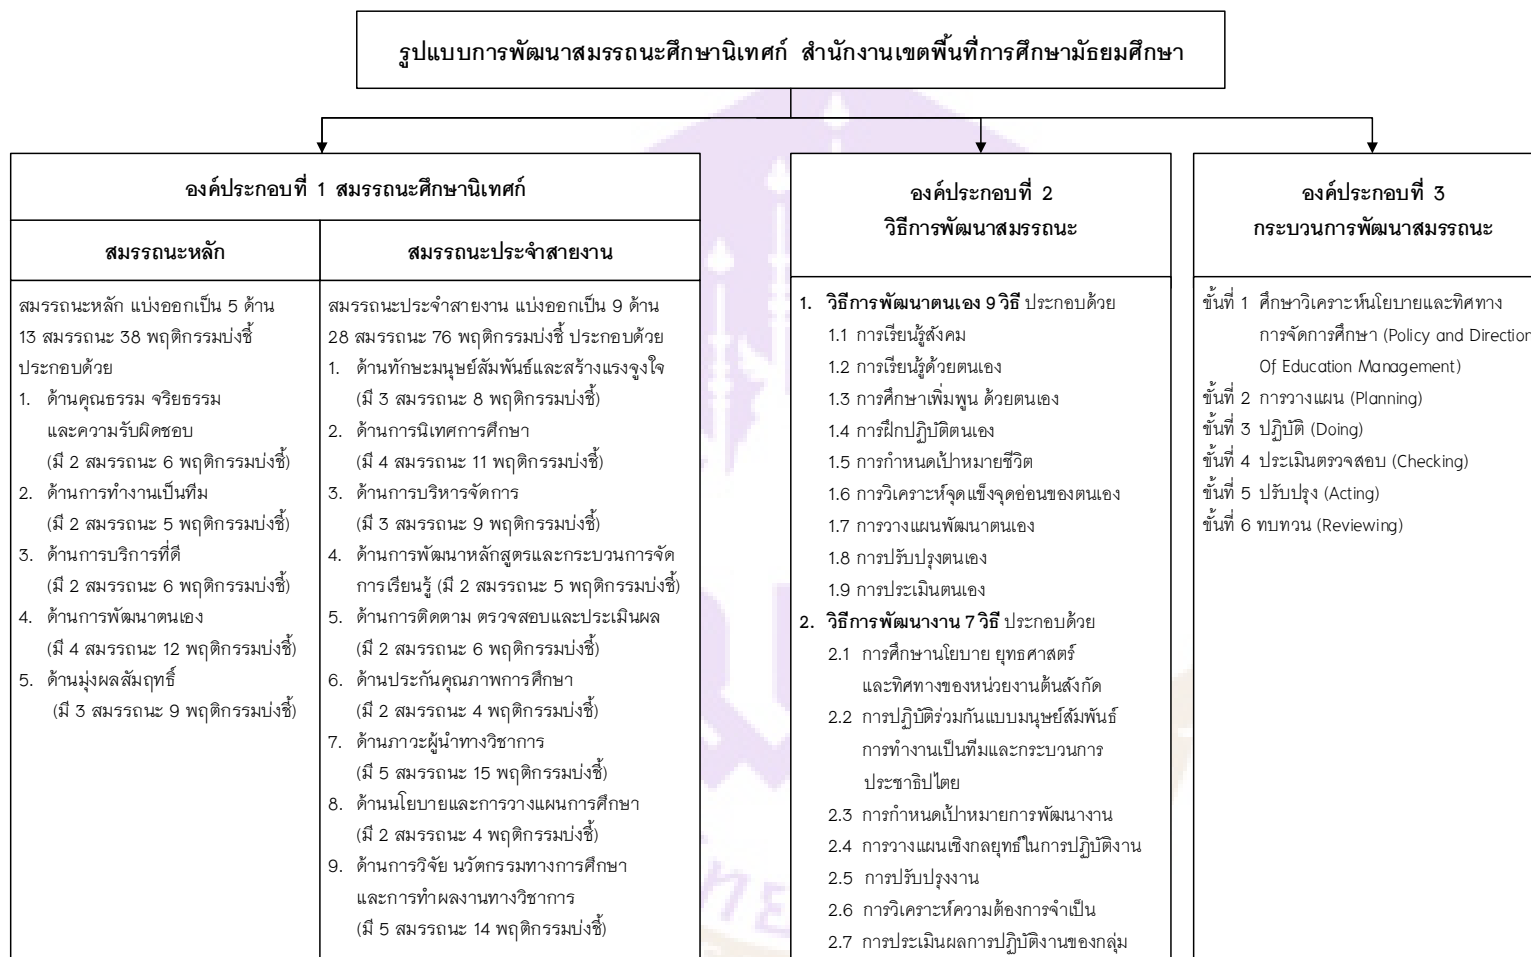 รูปแบบการพัฒนาสมรรถนะศึกษานิเทศก์ สำนักงานเขตพื้นที่การศึกษามัธยมศึกษา
องค์ประกอบที่ 1 สมรรถนะศึกษานิเทศก์
สมรรถนะหลัก
สมรรถนะหลัก แบ่งออกเป็น 5 ด้าน
13 สมรรถนะ 38 พฤติกรรมบ่งชี้
ประกอบด้วย
1. ด้านคุณธรรม จริยธรรม
และความรับผิดชอบ
(มี 2 สมรรถนะ 6 พฤติกรรมบ่งชี้)
2. ด้านการทำงานเป็นทีม
(มี 2 สมรรถนะ 5 พฤติกรรมบ่งชี้)
3. ด้านการบริการที่ดี
(มี 2 สมรรถนะ 6 พฤติกรรมบ่งชี้)
4. ด้านการพัฒนาตนเอง
(มี 4 สมรรถนะ 12 พฤติกรรมบ่งชี้)
5. ด้านมุ่งผลสัมฤทธิ์
(มี 3 สมรรถนะ 9 พฤติกรรมบ่งชี้)
สมรรถนะประจำสายงาน
สมรรถนะประจำสายงาน แบ่งออกเป็น 9 ด้าน
28 สมรรถนะ 76 พฤติกรรมบ่งชี้ ประกอบด้วย
1. ด้านทักษะมนุษย์สัมพันธ์และสร้างแรงจูงใจ
(มี 3 สมรรถนะ 8 พฤติกรรมบ่งชี้)
2. ด้านการนิเทศการศึกษา
(มี 4 สมรรถนะ 11 พฤติกรรมบ่งชี้)
3. ด้านการบริหารจัดการ
(มี 3 สมรรถนะ 9 พฤติกรรมบ่งชี้)
4. ด้านการพัฒนาหลักสูตรและกระบวนการจัด
การเรียนรู้ (มี 2 สมรรถนะ 5 พฤติกรรมบ่งชี้)
5. ด้านการติดตาม ตรวจสอบและประเมินผล
(มี 2 สมรรถนะ 6 พฤติกรรมบ่งชี้)
6. ด้านประกันคุณภาพการศึกษา
(มี 2 สมรรถนะ 4 พฤติกรรมบ่งชี้)
7. ด้านภาวะผู้นำทางวิชาการ
(มี 5 สมรรถนะ 15 พฤติกรรมบ่งชี้)
8. ด้านนโยบายและการวางแผนการศึกษา
(มี 2 สมรรถนะ 4 พฤติกรรมบ่งชี้)
9. ด้านการวิจัย นวัตกรรมทางการศึกษา
และการทำผลงานทางวิชาการ
(มี 5 สมรรถนะ 14 พฤติกรรมบ่งชี้)
องค์ประกอบที่ 2
วิธีการพัฒนาสมรรถนะ
1. วิธีการพัฒนาตนเอง 9 วิธี ประกอบด้วย
1.1 การเรียนรู้สังคม
1.2 การเรียนรู้ด้วยตนเอง
1.3 การศึกษาเพิ่มพูน ด้วยตนเอง
1.4 การฝึกปฏิบัติตนเอง
1.5 การกำหนดเป้าหมายชีวิต
1.6 การวิเคราะห์จุดแข็งจุดอ่อนของตนเอง
1.7 การวางแผนพัฒนาตนเอง
1.8 การปรับปรุงตนเอง
1.9 การประเมินตนเอง
2. วิธีการพัฒนางาน 7 วิธี ประกอบด้วย
2.1 การศึกษานโยบาย ยุทธศาสตร์
และทิศทางของหน่วยงานต้นสังกัด
2.2 การปฏิบัติร่วมกันแบบมนุษย์สัมพันธ์
การทำงานเป็นทีมและกระบวนการ
ประชาธิปไตย
2.3 การกำหนดเป้าหมายการพัฒนางาน
2.4 การวางแผนเชิงกลยุทธ์ในการปฏิบัติงาน
2.5 การปรับปรุงงาน
2.6 การวิเคราะห์ความต้องการจำเป็น
2.7 การประเมินผลการปฏิบัติงานของกลุ่ม
องค์ประกอบที่ 3
กระบวนการพัฒนาสมรรถนะ
ขั้นที่ 1 ศึกษาวิเคราะห์นโยบายและทิศทาง
การจัดการศึกษา (Policy and Direction
Of Education Management)
ขั้นที่ 2 การวางแผน (Planning)
ขั้นที่ 3 ปฏิบัติ (Doing)
ขั้นที่ 4 ประเมินตรวจสอบ (Checking)
ขั้นที่ 5 ปรับปรุง (Acting)
ขั้นที่ 6 ทบทวน (Reviewing)